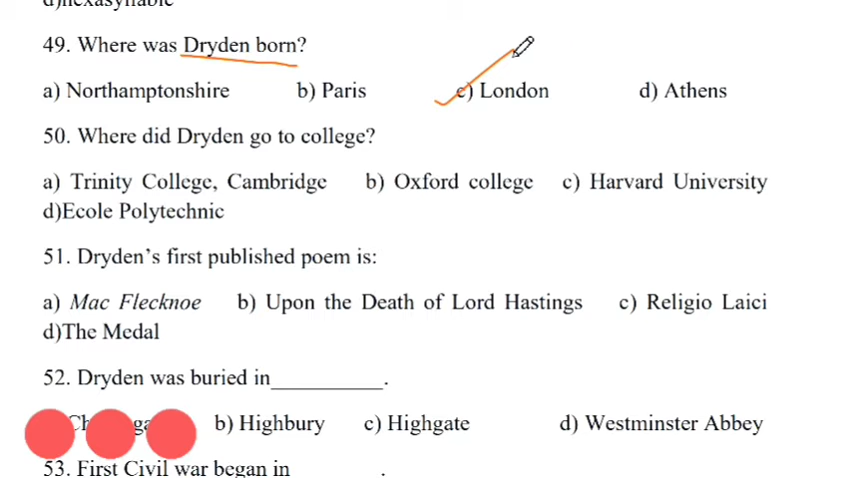 d)hexasyllabic
49. Where was Dryden born?
a) Northamptonshire b) Paris c) London d) Athens
50. Where did Dryden go to college?
a) Trinity College, Cambridge b) Oxford college c) Harvard University
d)Ecole Polytechnic
51. Dryden’s first published poem is:
a) Mac Flecknoe b) Upon the Death of Lord Hastings c) Religio Laici
d)The Medal
52. Dryden was buried in__________.
b) Highbury c) Highgate d) Westminster Abbey
53. First Civil war began in ________.